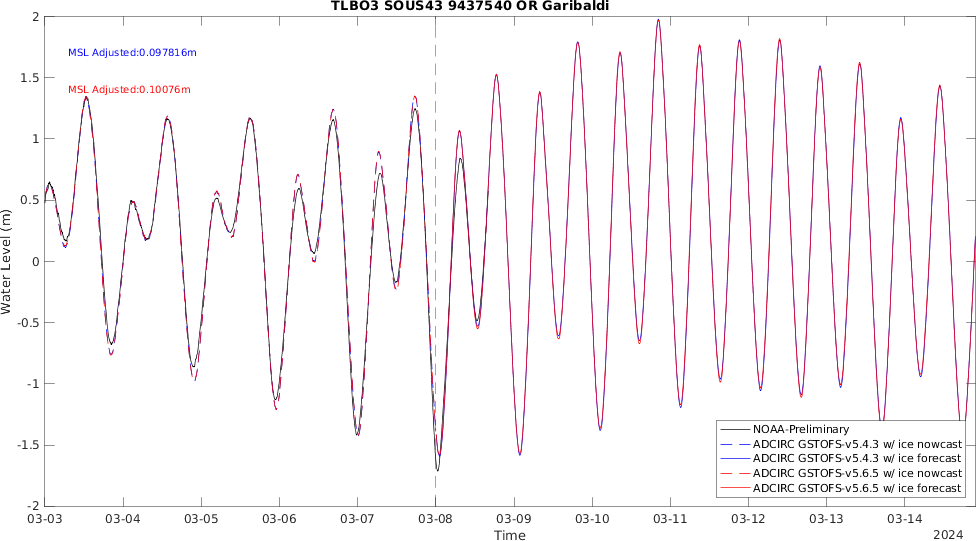 TLBO3 SOUS43 9437540 OR Garibaldi
MSL Adjusted:0.097816m
MSL Adjusted:0.10076m
2
1.5
1
0.5
0
-0.5
-1
-1.5
-2
Water Level (m)
NOAA-Preliminary
ADCIRC GSTOFS-v5.4.3 w/ ice nowcast
ADCIRC GSTOFS-v5.4.3 w/ ice forecast
ADCIRC GSTOFS-v5.6.5 w/ ice nowcast
ADCIRC GSTOFS-v5.6.5 w/ ice forecast
03-03 03-04 03-05 03-06 03-07 03-08 03-09 03-10 03-11 03-12 03-13 03-14
Time
2024